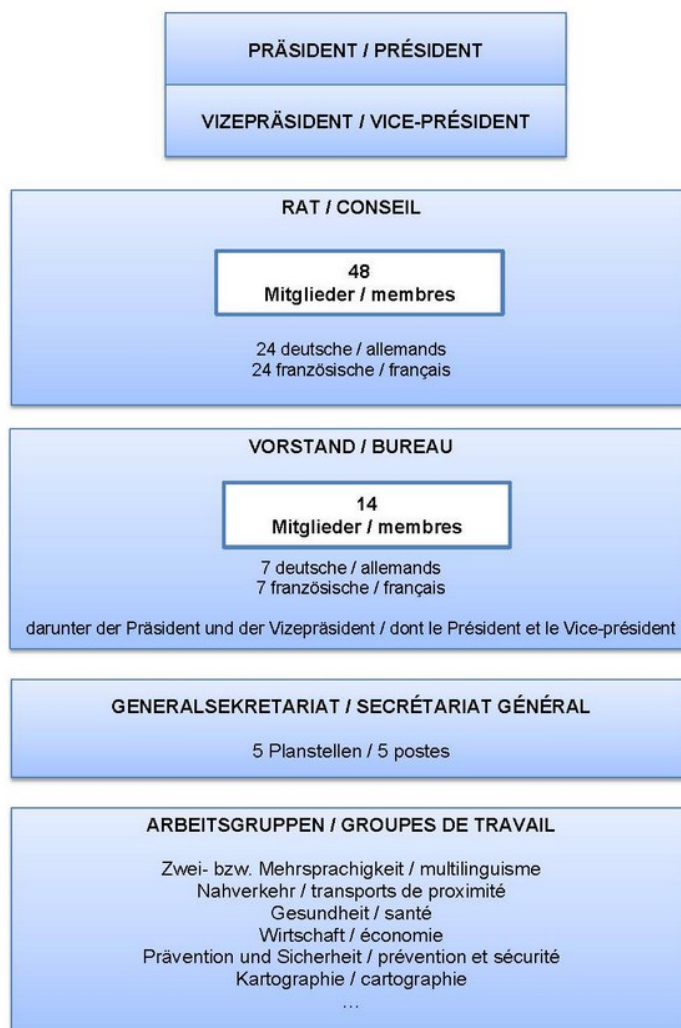 PRÄSIDENT / PRÉSIDENT
VIZEPRÄSIDENT / VICE-PRÉSIDENT
RAT / CONSEIL
48
Mitglieder / membres
24 deutsche / allemands
24 französische / français
VORSTAND / BUREAU
14
Mitglieder / membres
7 deutsche / allemands
7 französische / français
darunter der Präsident und der Vizepräsident / dont le Président et le Vice-président
GENERALSEKRETARIAT / SECRÉTARIAT GÉNÉRAL
5 Planstellen / 5 postes
ARBEITSGRUPPEN / GROUPES DE TRAVAIL
Zwei- bzw. Mehrsprachigkeit / multilinguisme
Nahverkehr / transports de proximité
Gesundheit / santé
Wirtschaft / économie
Prävention und Sicherheit / prévention et sécurité
Kartographie / cartographie
…